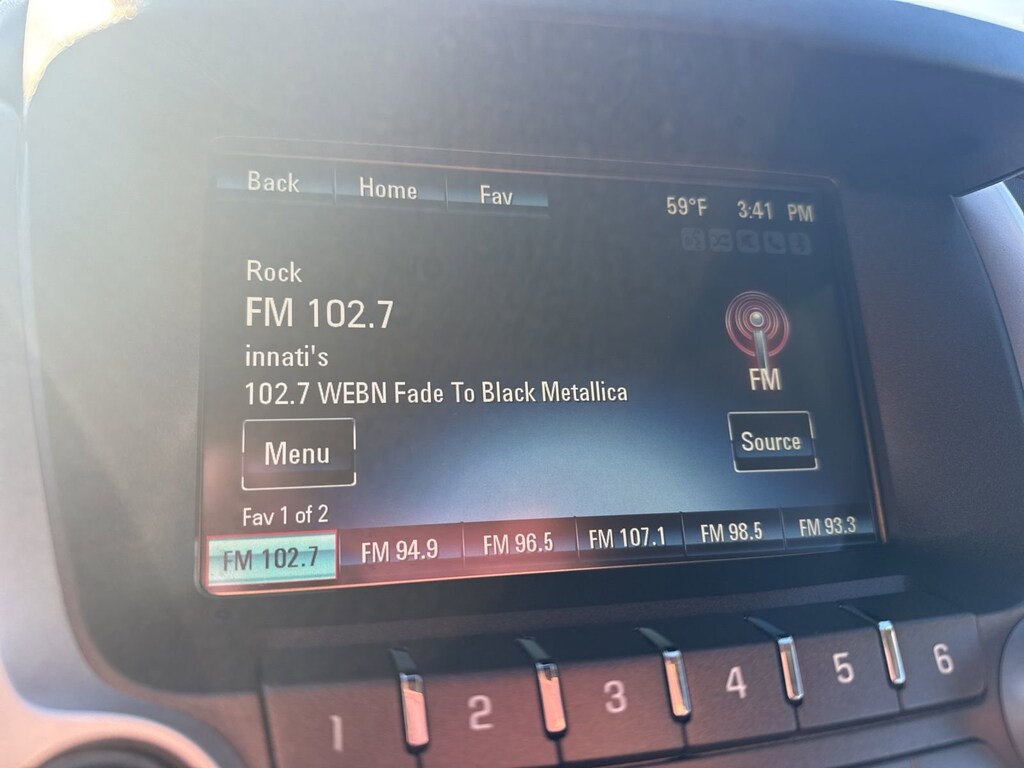 Back Home Fav
59°F 3:41 PM
Rock
FM 102.7
innati's
102.7 WEBN Fade To Black Metallica
FM
Menu
Source
Fav 1 of 2
FM 102.7 FM 94.9 FM 96.5 FM 107.1 FM 98.5 FM 93.3
1 2 3 4 5 6